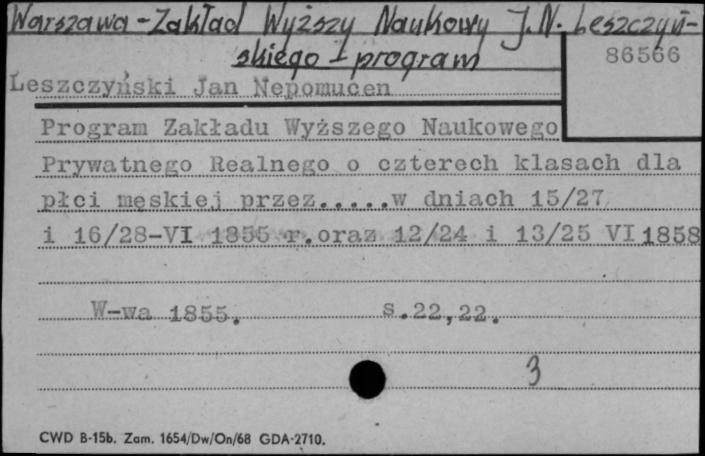 Warszawa - Zakład Wyższy Naukowy J. N. Leszczyń-
skiego - program
86566
Leszczyński Jan Nepomucen
Program Zakładu Wyższego Naukowego
Prywatnego Realnego o czterech klasach dla
płci męskiej przez.....w dniach 15/27
i 16/28-VI 1855 r.oraz 12/24 i 13/25 VI 1858
W-wa 1855. s.22,22.
3
CWD B-15b. Zam. 1654/Dw/On/68 GDA-2710.